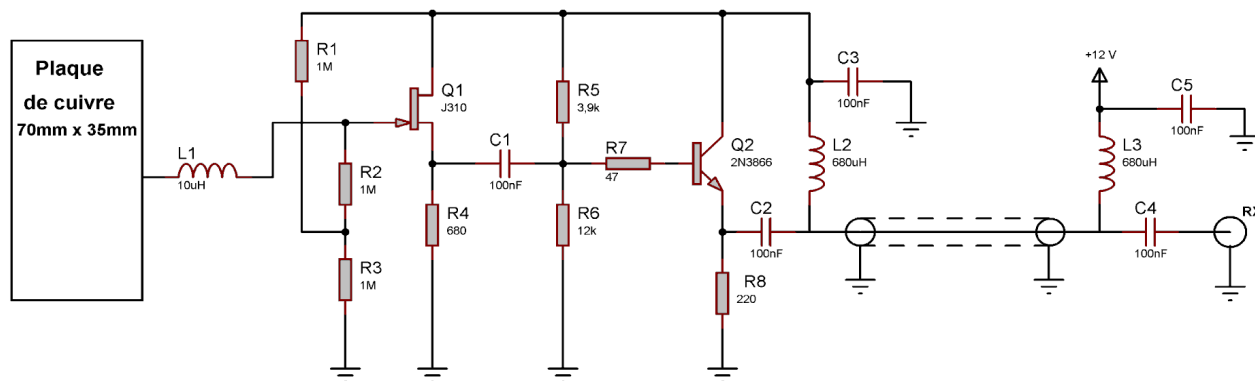 Plaque
de cuivre
70mm x 35mm
L1
10uH
R1
1M
R2
1M
R3
1M
Q1
J310
R4
680
C1
100nF
R5
3,9k
R6
12k
R7
47
Q2
2N3866
R8
220
C2
100nF
C3
100nF
L2
680uH
+12 V
L3
680uH
C5
100nF
C4
100nF